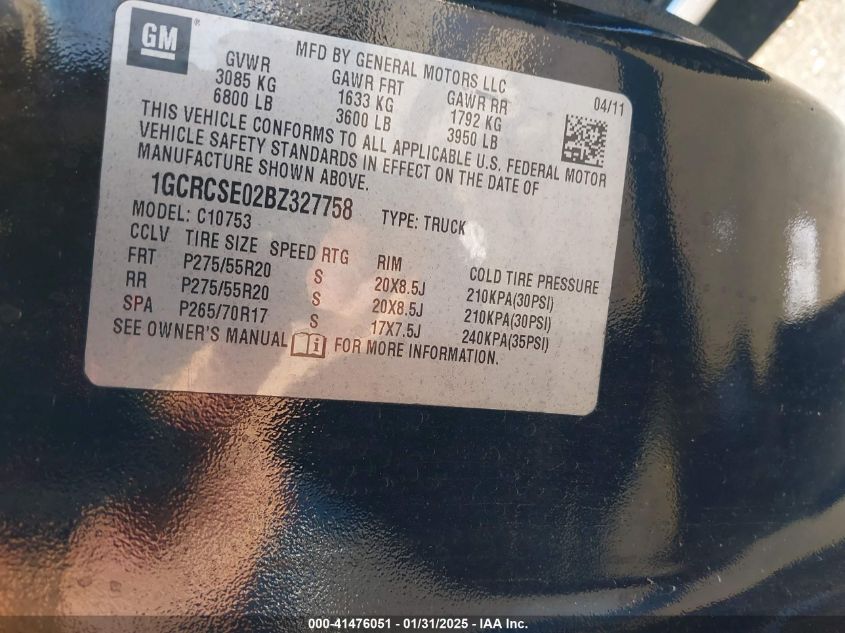 GM ®
MFD BY GENERAL MOTORS LLC
GVWR GAWR FRT GAWR RR 04/11
3085 KG 1633 KG 1792 KG
6800 LB 3600 LB 3950 LB
THIS VEHICLE CONFORMS TO ALL APPLICABLE U.S. FEDERAL MOTOR
VEHICLE SAFETY STANDARDS IN EFFECT ON THE DATE OF
MANUFACTURE SHOWN ABOVE.
1GCRCSE02BZ327758 TYPE: TRUCK
MODEL: C10753
CCLV TIRE SIZE SPEED RTG RIM COLD TIRE PRESSURE
FRT P275/55R20 S 20X8.5J 210KPA(30PSI)
RR P275/55R20 S 20X8.5J 210KPA(30PSI)
SPA P265/70R17 S 17X7.5J 240KPA(35PSI)
SEE OWNER'S MANUAL FOR MORE INFORMATION.
000-41476051 - 01/31/2025 - IAA Inc.